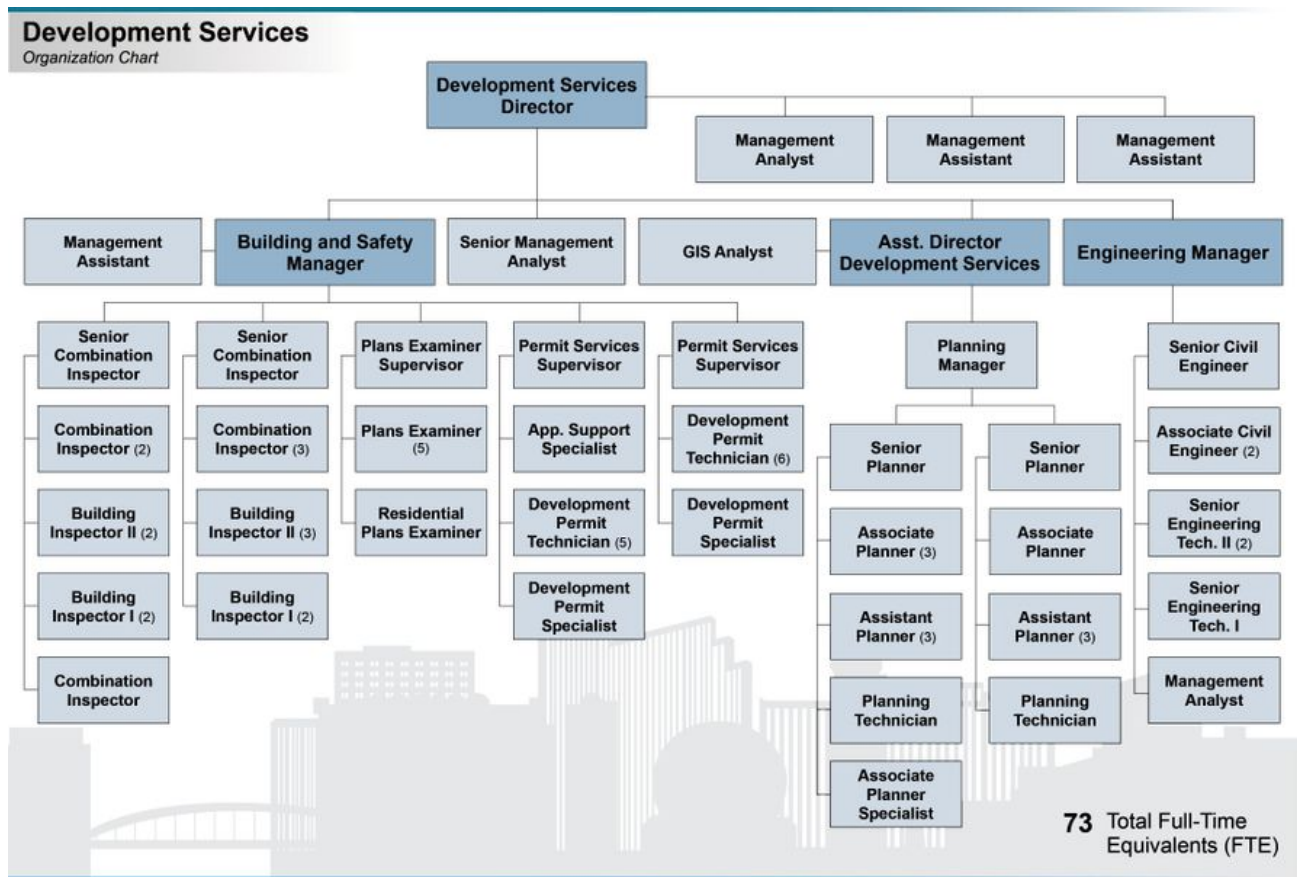 Development Services
Organization Chart
Development Services
Director
Management
Analyst
Management
Assistant
Management
Assistant
Management
Assistant
Building and Safety
Manager
Senior Management
Analyst
GIS Analyst
Asst. Director
Development Services
Engineering Manager
Senior
Combination
Inspector
Combination
Inspector (2)
Building
Inspector II (2)
Building
Inspector I (2)
Combination
Inspector
Senior
Combination
Inspector
Combination
Inspector (3)
Building
Inspector II (3)
Building
Inspector I (2)
Plans Examiner
Supervisor
Plans Examiner
(5)
Residential
Plans Examiner
Permit Services
Supervisor
App. Support
Specialist
Development
Permit
Technician (5)
Development
Permit
Specialist
Permit Services
Supervisor
Development
Permit
Technician (6)
Development
Permit
Specialist
Planning
Manager
Senior
Planner
Associate
Planner (3)
Assistant
Planner (3)
Planning
Technician
Associate
Planner
Specialist
Senior
Planner
Associate
Planner
Assistant
Planner (3)
Planning
Technician
Senior Civil
Engineer
Associate Civil
Engineer (2)
Senior
Engineering
Tech. II (2)
Senior
Engineering
Tech. I
Management
Analyst
73 Total Full-Time
Equivalents (FTE)